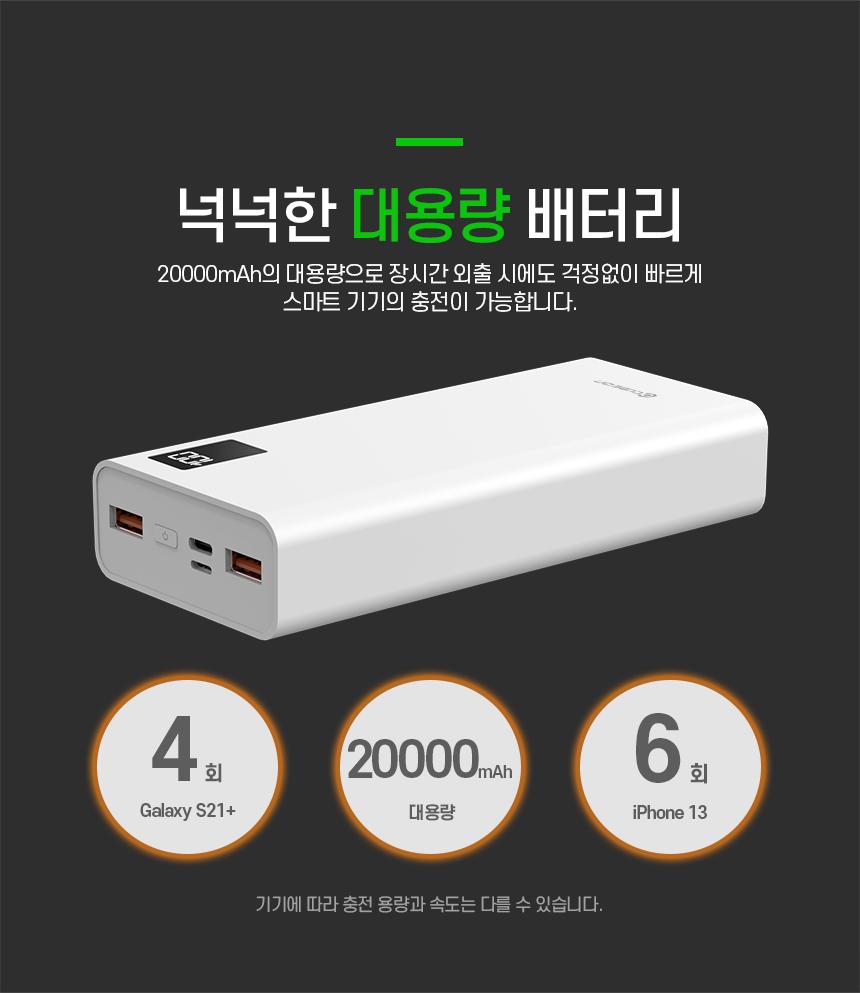 넉넉한 대용량 배터리
20000mAh의 대용량으로 장시간 외출 시에도 걱정없이 빠르게
스마트 기기의 충전이 가능합니다.
4 회
Galaxy S21+
20000mAh
대용량
6 회
iPhone 13
기기에 따라 충전 용량과 속도는 다를 수 있습니다.